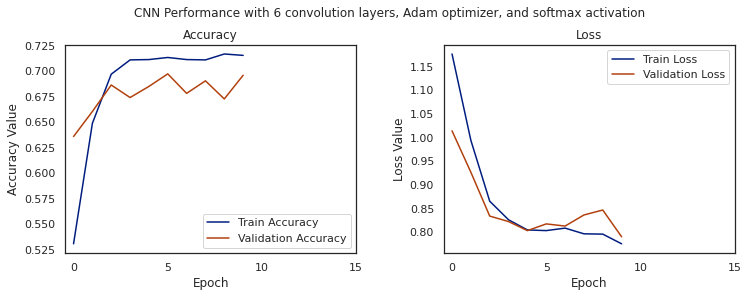 CNN Performance with 6 convolution layers, Adam optimizer, and softmax activation
Accuracy
0.725
0.700
0.675
0.650
0.625
0.600
0.575
0.550
0.525
Accuracy Value
0
5
10
15
Epoch
Train Accuracy
Validation Accuracy
Loss
1.15
1.10
1.05
1.00
0.95
0.90
0.85
0.80
Loss Value
0
5
10
15
Epoch
Train Loss
Validation Loss